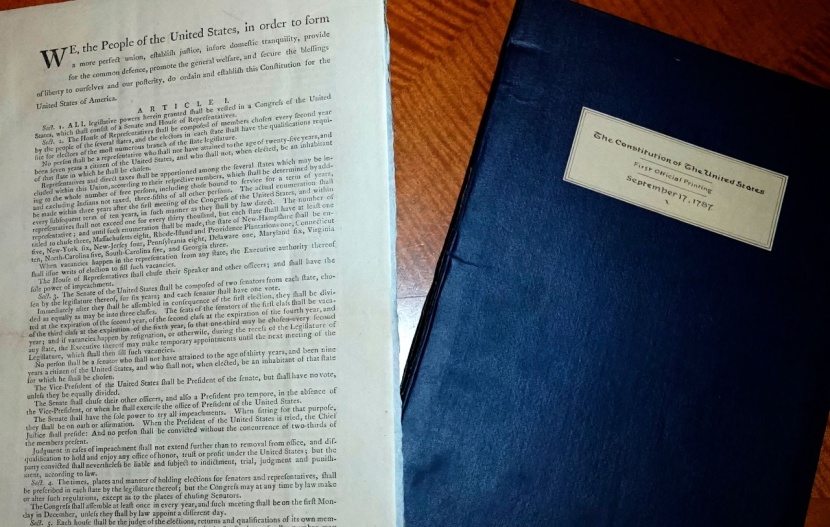 WE, the People of the United States, in order to form
a more perfect union, eſtabliſh juſtice, inſure domeſtic tranquility, provide
for the common defence, promote the general welfare, and ſecure the bleſſings
of liberty to ourſelves and our poſterity, do ordain and eſtabliſh this Conſtitution for the
United States of America.
ARTICLE I.
Sect. 1. ALL legiſlative powers herein granted ſhall be veſted in a Congreſs of the United
States, which ſhall conſiſt of a Senate and Houſe of Repreſentatives.
Sect. 2. The Houſe of Repreſentatives ſhall be compoſed of members choſen every ſecond year
by the people of the ſeveral ſtates, and the electors in each ſtate ſhall have the qualifications requi-
ſite for electors of the moſt numerous branch of the ſtate legiſlature.
No perſon ſhall be a repreſentative who ſhall not have attained to the age of twenty-five years, and
been ſeven years a citizen of the United States, and who ſhall not, when elected, be an inhabitant
of that ſtate in which he ſhall be choſen.
Repreſentatives and direct taxes ſhall be apportioned among the ſeveral ſtates which may be in-
cluded within this Union, according to their reſpective numbers, which ſhall be determined by add-
ing to the whole number of free perſons, including thoſe bound to ſervice for a term of years,
and excluding Indians not taxed, three-fifths of all other perſons. The actual enumeration ſhall
be made within three years after the firſt meeting of the Congreſs of the United States, and within
every ſubſequent term of ten years, in ſuch manner as they ſhall by law direct. The number of
repreſentatives ſhall not exceed one for every thirty thouſand, but each ſtate ſhall have at leaſt one
repreſentative; and until ſuch enumeration ſhall be made, the ſtate of New-Hampſhire ſhall be en-
titled to chuſe three, Maſſachuſetts eight, Rhode-Iſland and Providence Plantations one, Connecticut
five, New-York ſix, New-Jerſey four, Pennſylvania eight, Delaware one, Maryland ſix, Virginia
ten, North-Carolina five, South-Carolina five, and Georgia three.
When vacancies happen in the repreſentation from any ſtate, the Executive authority thereof
ſhall iſſue writs of election to fill ſuch vacancies.
The Houſe of Repreſentatives ſhall chuſe their Speaker and other officers; and ſhall have the
ſole power of impeachment.
Sect. 3. The Senate of the United States ſhall be compoſed of two ſenators from each ſtate, cho-
ſen by the legiſlature thereof, for ſix years; and each ſenator ſhall have one vote.
Immediately after they ſhall be aſſembled in conſequence of the firſt election, they ſhall be divi-
ded as equally as may be into three claſſes. The ſeats of the ſenators of the firſt claſs ſhall be vaca-
ted at the expiration of the ſecond year, of the ſecond claſs at the expiration of the fourth year, and
of the third claſs at the expiration of the ſixth year, ſo that one-third may be choſen every ſecond
year; and if vacancies happen by reſignation, or otherwiſe, during the receſs of the Legiſlature of
any ſtate, the Executive thereof may make temporary appointments until the next meeting of the
Legiſlature, which ſhall then fill ſuch vacancies.
No perſon ſhall be a ſenator who ſhall not have attained to the age of thirty years, and been nine
years a citizen of the United States, and who ſhall not, when elected, be an inhabitant of that ſtate
for which he ſhall be choſen.
The Vice-Preſident of the United States ſhall be Preſident of the ſenate, but ſhall have no vote,
unleſs they be equally divided.
The Senate ſhall chuſe their other officers, and alſo a Preſident pro tempore, in the abſence of
the Vice-Preſident, or when he ſhall exerciſe the office of Preſident of the United States.
The Senate ſhall have the ſole power to try all impeachments. When ſitting for that purpoſe,
they ſhall be on oath or affirmation. When the Preſident of the United States is tried, the Chief
Juſtice ſhall preſide: And no perſon ſhall be convicted without the concurrence of two-thirds of
the members preſent.
Judgment in caſes of impeachment ſhall not extend further than to removal from office, and diſ-
qualification to hold and enjoy any office of honor, truſt or profit under the United States; but the
party convicted ſhall nevertheleſs be liable and ſubject to indictment, trial, judgment and puniſh-
ment, according to law.
Sect. 4. The times, places and manner of holding elections for ſenators and repreſentatives, ſhall
be preſcribed in each ſtate by the legiſlature thereof; but the Congreſs may at any time by law make
or alter ſuch regulations, except as to the places of chuſing Senators.
The Congreſs ſhall aſſemble at leaſt once in every year, and ſuch meeting ſhall be on the firſt Mon-
day in December, unleſs they ſhall by law appoint a different day.
Sect. 5. Each houſe ſhall be the judge of the elections, returns and qualifications of its own mem-
The Constitution of The United States
First Official Printing
September 17, 1787